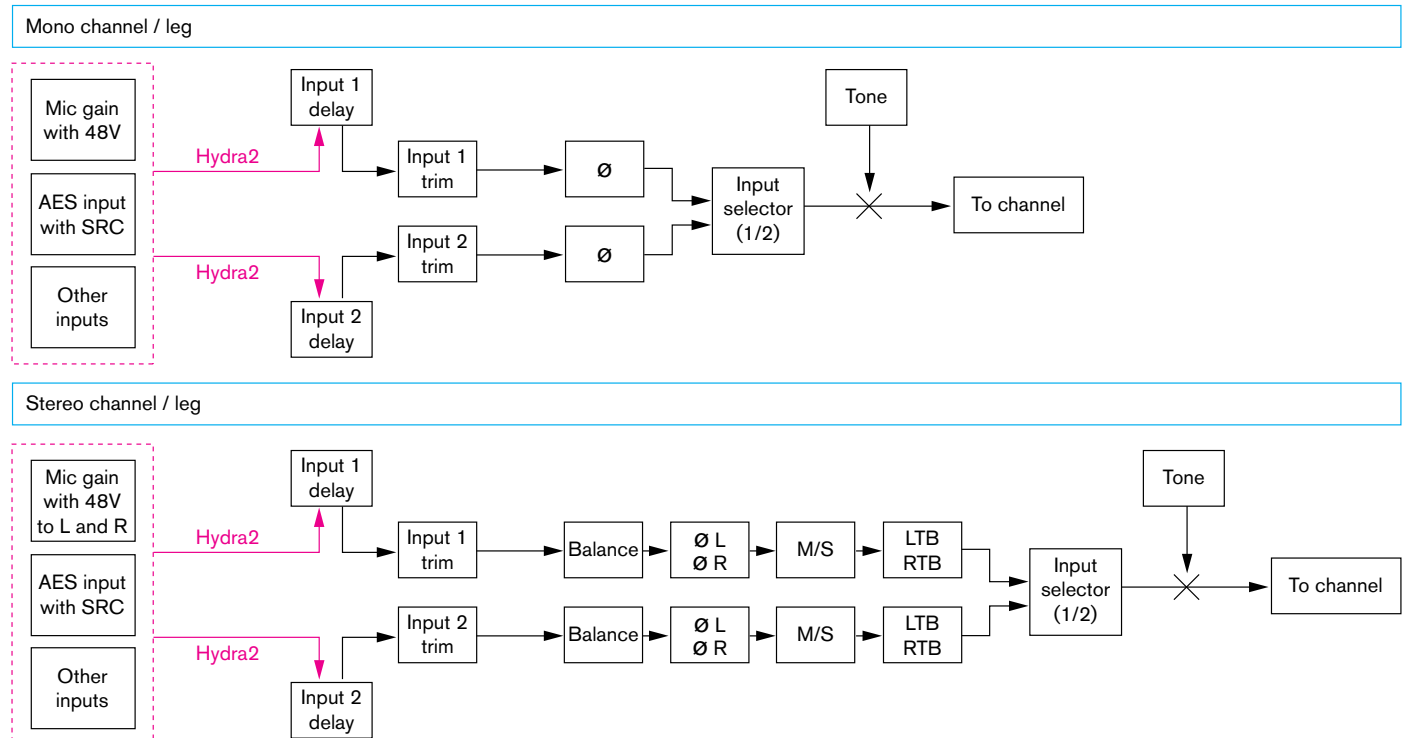 Mono channel / leg
Mic gain
with 48V
AES input
with SRC
Other
inputs
Hydra2
Hydra2
Input 1
delay
Input 2
delay
Input 1
trim
Input 2
trim
Ø
Ø
Input
selector
(1/2)
Tone
To channel
Stereo channel / leg
Mic gain
with 48V
to L and R
AES input
with SRC
Other
inputs
Hydra2
Hydra2
Input 1
delay
Input 2
delay
Input 1
trim
Input 2
trim
Balance
Ø L
Ø R
M/S
LTB
RTB
Balance
Ø L
Ø R
M/S
LTB
RTB
Input
selector
(1/2)
Tone
To channel